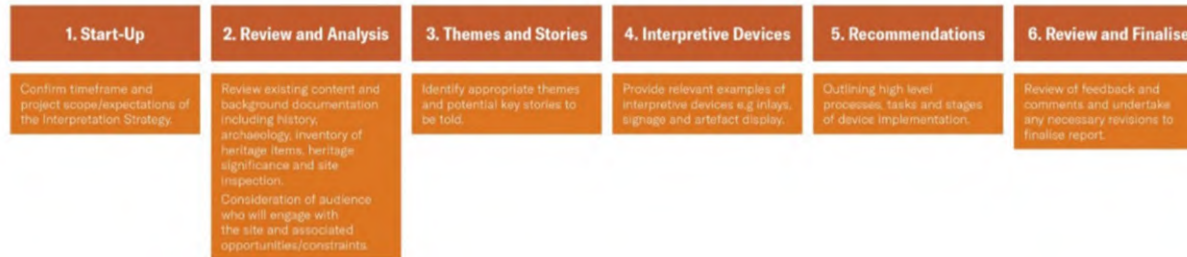 1. Start-Up
Confirm timeframe and
project scope/expectations of
the Interpretation Strategy.
2. Review and Analysis
Review existing content and
background documentation
including history,
archaeology, inventory of
heritage items, heritage
significance and site
inspection.
Consideration of audience
who will engage with
the site and associated
opportunities/constraints.
3. Themes and Stories
Identify appropriate themes
and potential key stories to
be told.
4. Interpretive Devices
Provide relevant examples of
interpretive devices e.g inlays,
signage and artefact display.
5. Recommendations
Outlining high level
processes, tasks and stages
of device implementation.
6. Review and Finalise
Review of feedback and
comments and undertake
any necessary revisions to
finalise report.